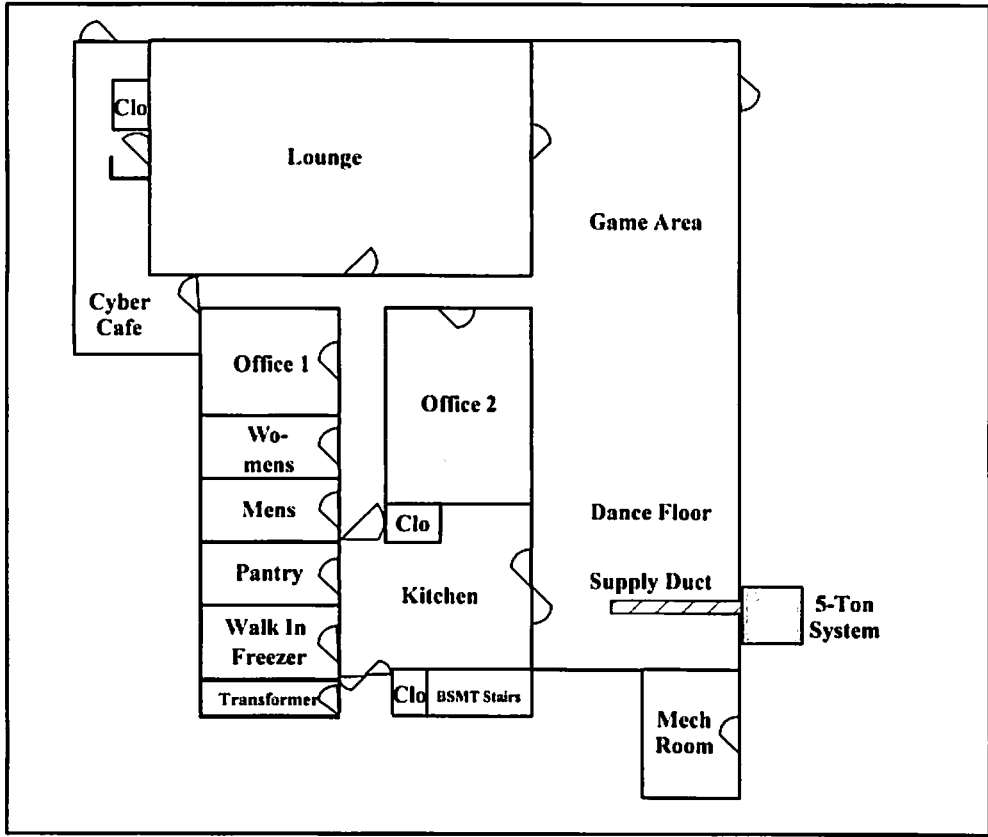 Clo
Lounge
Game Area
Cyber
Cafe
Office 1
Office 2
Wo-
mens
Mens
Clo
Dance Floor
Pantry
Kitchen
Supply Duct
5-Ton
System
Walk In
Freezer
Transformer
Clo
BSMT Stairs
Mech
Room